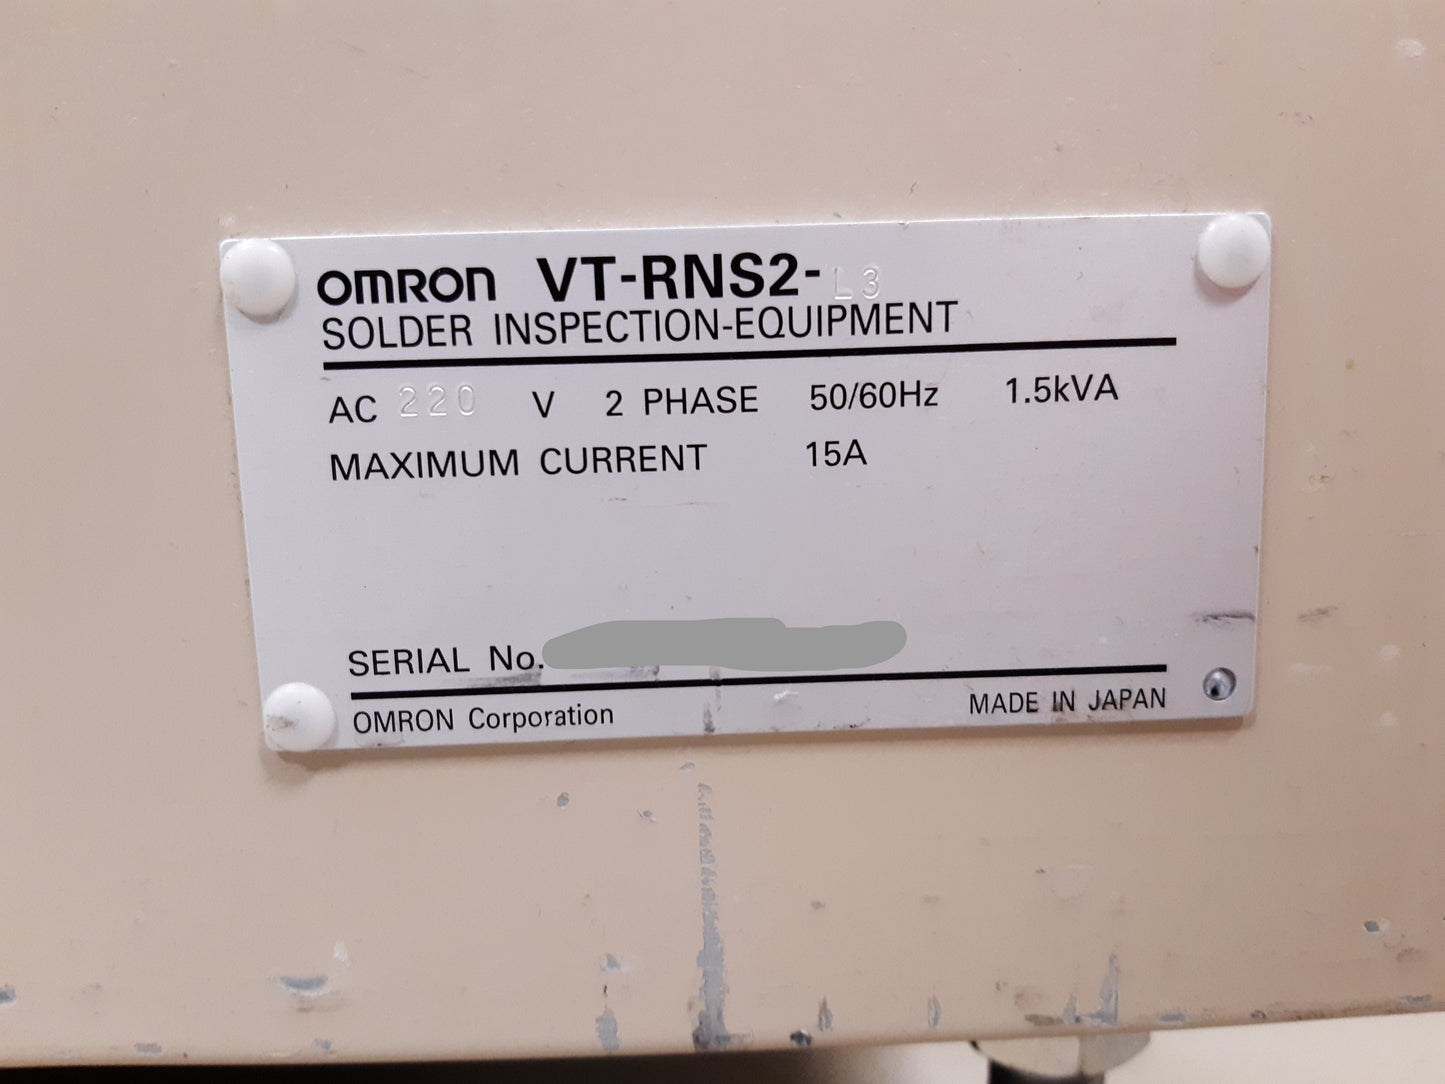 OMRON VT-RNS2-L3
SOLDER INSPECTION-EQUIPMENT
AC 220 V 2 PHASE 50/60Hz 1.5kVA
MAXIMUM CURRENT 15A
SERIAL No.
OMRON Corporation MADE IN JAPAN